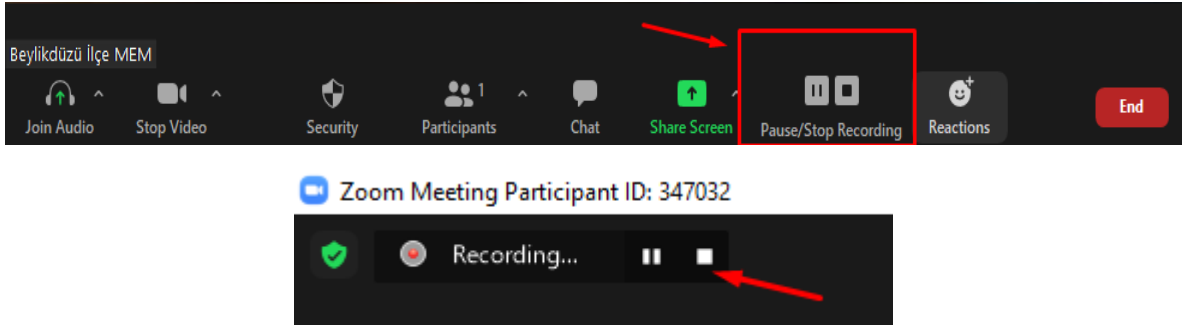 Beylikdüzü İlçe MEM
1
Join Audio Stop Video Security Participants Chat Share Screen Pause/Stop Recording Reactions End
Zoom Meeting Participant ID: 347032
Recording...